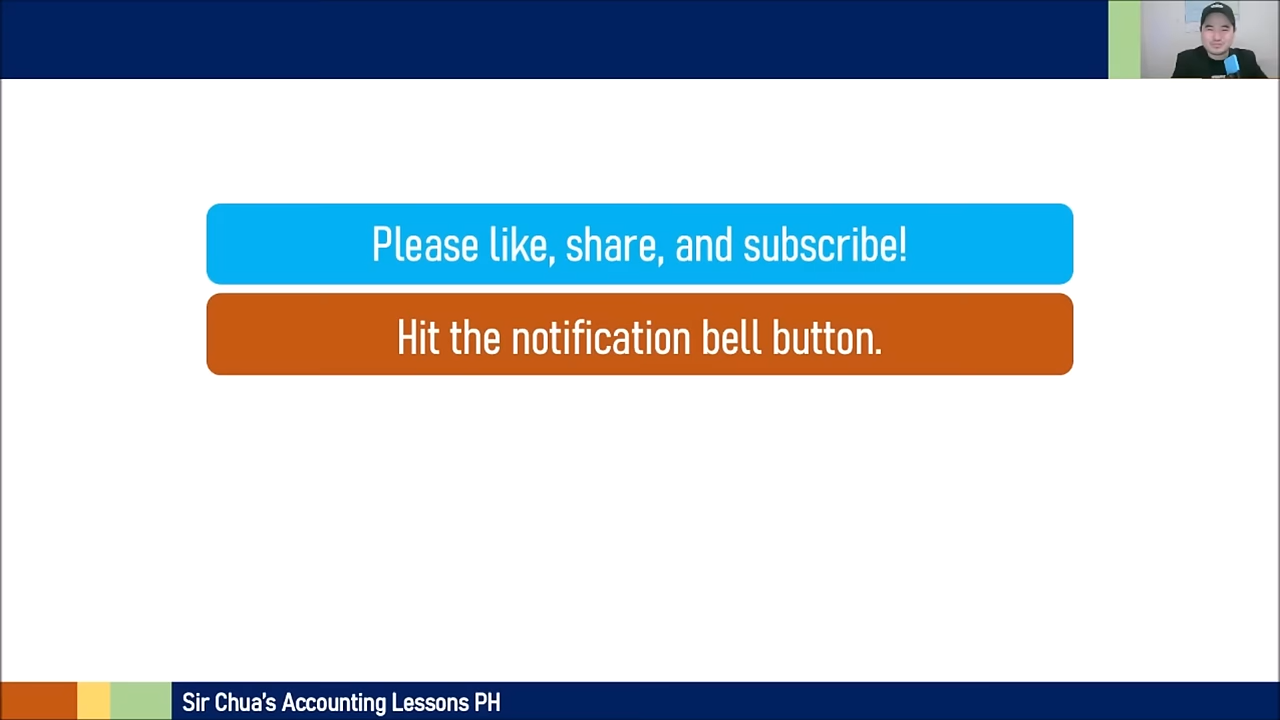 Please like, share, and subscribe!
Hit the notification bell button.
Sir Chua's Accounting Lessons PH